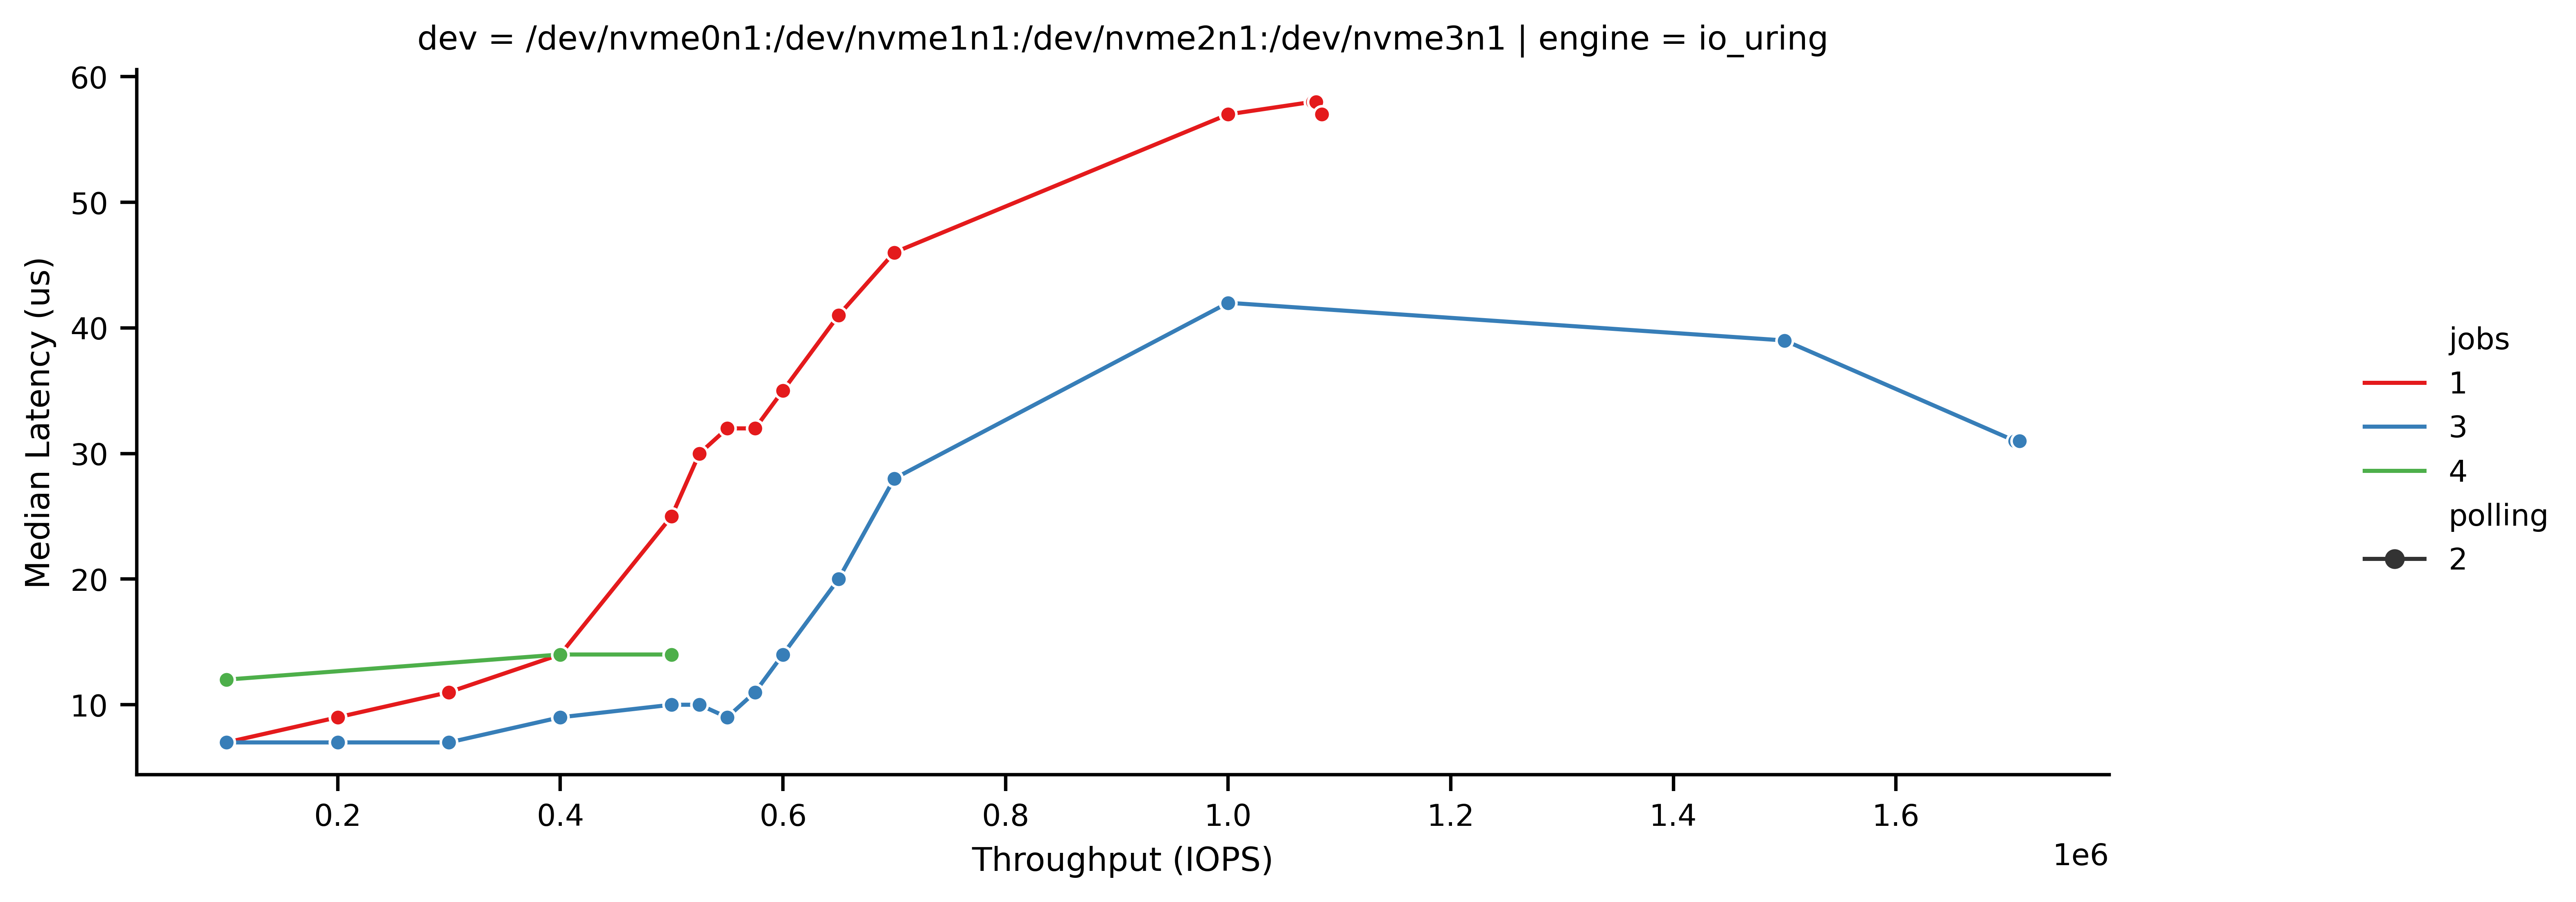 dev = /dev/nvme0n1:/dev/nvme1n1:/dev/nvme2n1:/dev/nvme3n1 | engine = io_uring
60
50
40
30
20
10
Median Latency (us)
0.2 0.4 0.6 0.8 1.0 1.2 1.4 1.6
1e6
Throughput (IOPS)
jobs
1
3
4
polling
2